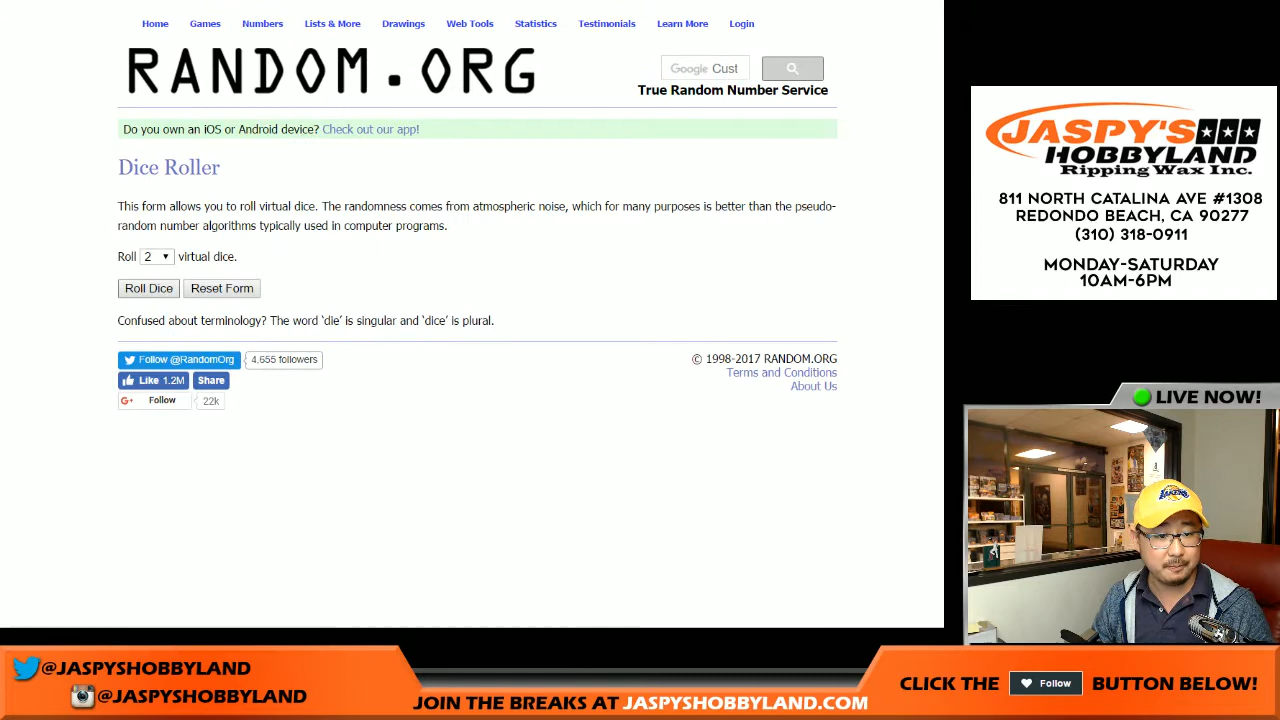 Home Games Numbers Lists & More Drawings Web Tools Statistics Testimonials Learn More Login
RANDOM.ORG
Google Cust
True Random Number Service
Do you own an iOS or Android device? Check out our app!
Dice Roller
This form allows you to roll virtual dice. The randomness comes from atmospheric noise, which for many purposes is better than the pseudo-
random number algorithms typically used in computer programs.
Roll 2 virtual dice.
Roll Dice Reset Form
Confused about terminology? The word ‘die’ is singular and ‘dice’ is plural.
Follow @RandomOrg 4,655 followers
Like 1.2M Share
G+ Follow 22k
© 1998-2017 RANDOM.ORG
Terms and Conditions
About Us
JASPY'S
HOBBYLAND
Ripping Wax Inc.
811 NORTH CATALINA AVE #1308
REDONDO BEACH, CA 90277
(310) 318-0911
MONDAY-SATURDAY
10AM-6PM
LIVE NOW!
LAKERS
@JASPYSHOBBYLAND
@JASPYSHOBBYLAND
JOIN THE BREAKS AT JASPYSHOBBYLAND.COM
CLICK THE Follow BUTTON BELOW!